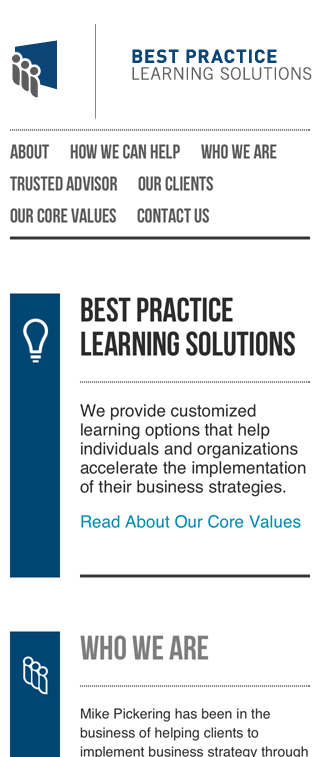 BEST PRACTICE
LEARNING SOLUTIONS
ABOUT HOW WE CAN HELP WHO WE ARE
TRUSTED ADVISOR OUR CLIENTS
OUR CORE VALUES CONTACT US
BEST PRACTICE
LEARNING SOLUTIONS
We provide customized
learning options that help
individuals and organizations
accelerate the implementation
of their business strategies.
Read About Our Core Values
WHO WE ARE
Mike Pickering has been in the
business of helping clients to
implement business strategy through